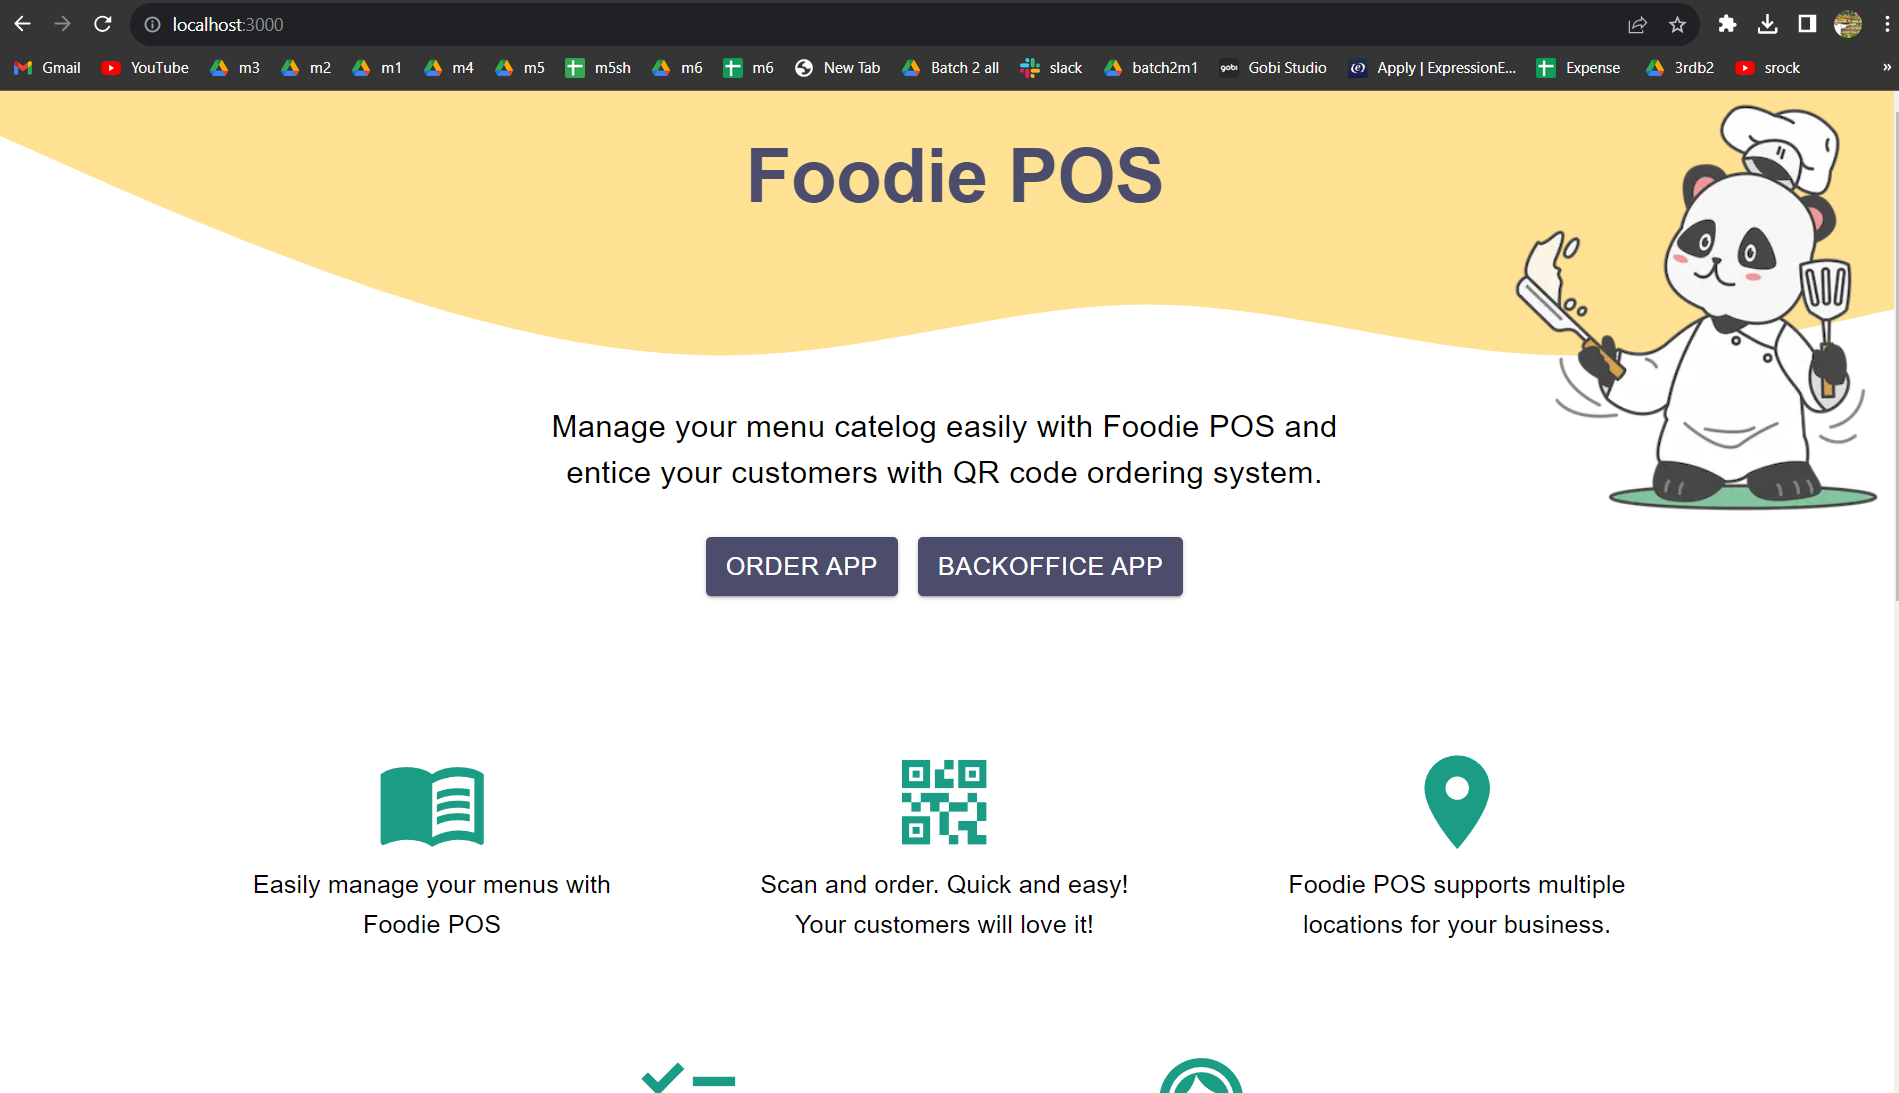 localhost:3000
Gmail YouTube m3 m2 m1 m4 m5 m5sh m6 m6 New Tab Batch 2 all slack batch2m1 gobi Gobi Studio Apply | ExpressionE... Expense 3rdb2 srock »
Foodie POS
Manage your menu catelog easily with Foodie POS and
entice your customers with QR code ordering system.
ORDER APP BACKOFFICE APP
Easily manage your menus with
Foodie POS
Scan and order. Quick and easy!
Your customers will love it!
Foodie POS supports multiple
locations for your business.